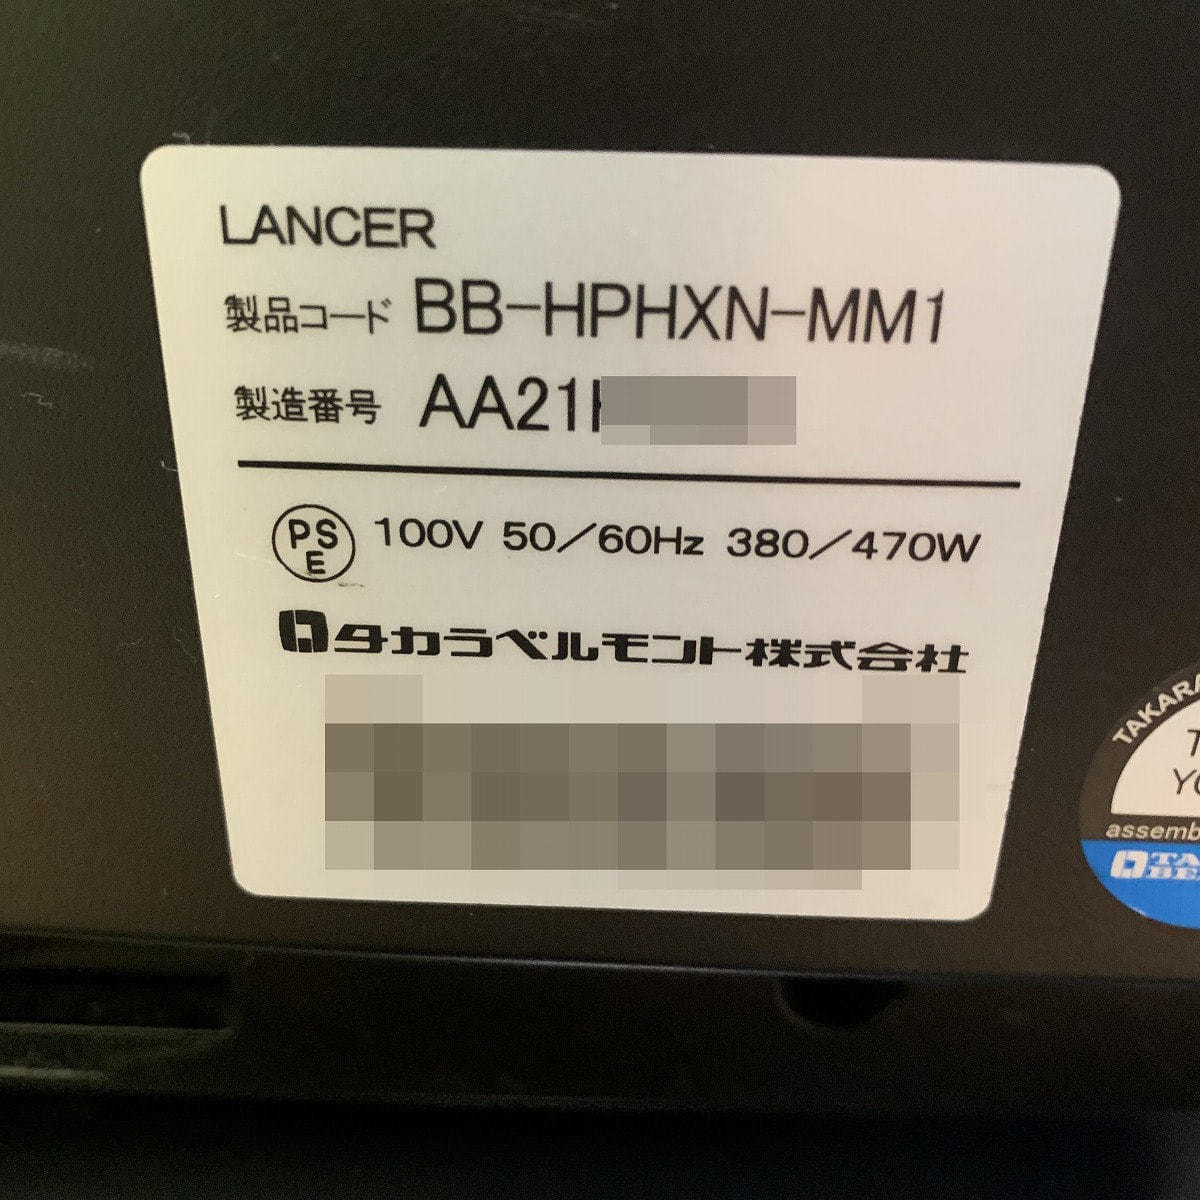 LANCER
製品コード BB-HPHXN-MM1
製造番号 AA21
PSE 100V 50/60Hz 380/470W
タカラベルモント株式会社
TAKARA
assemb